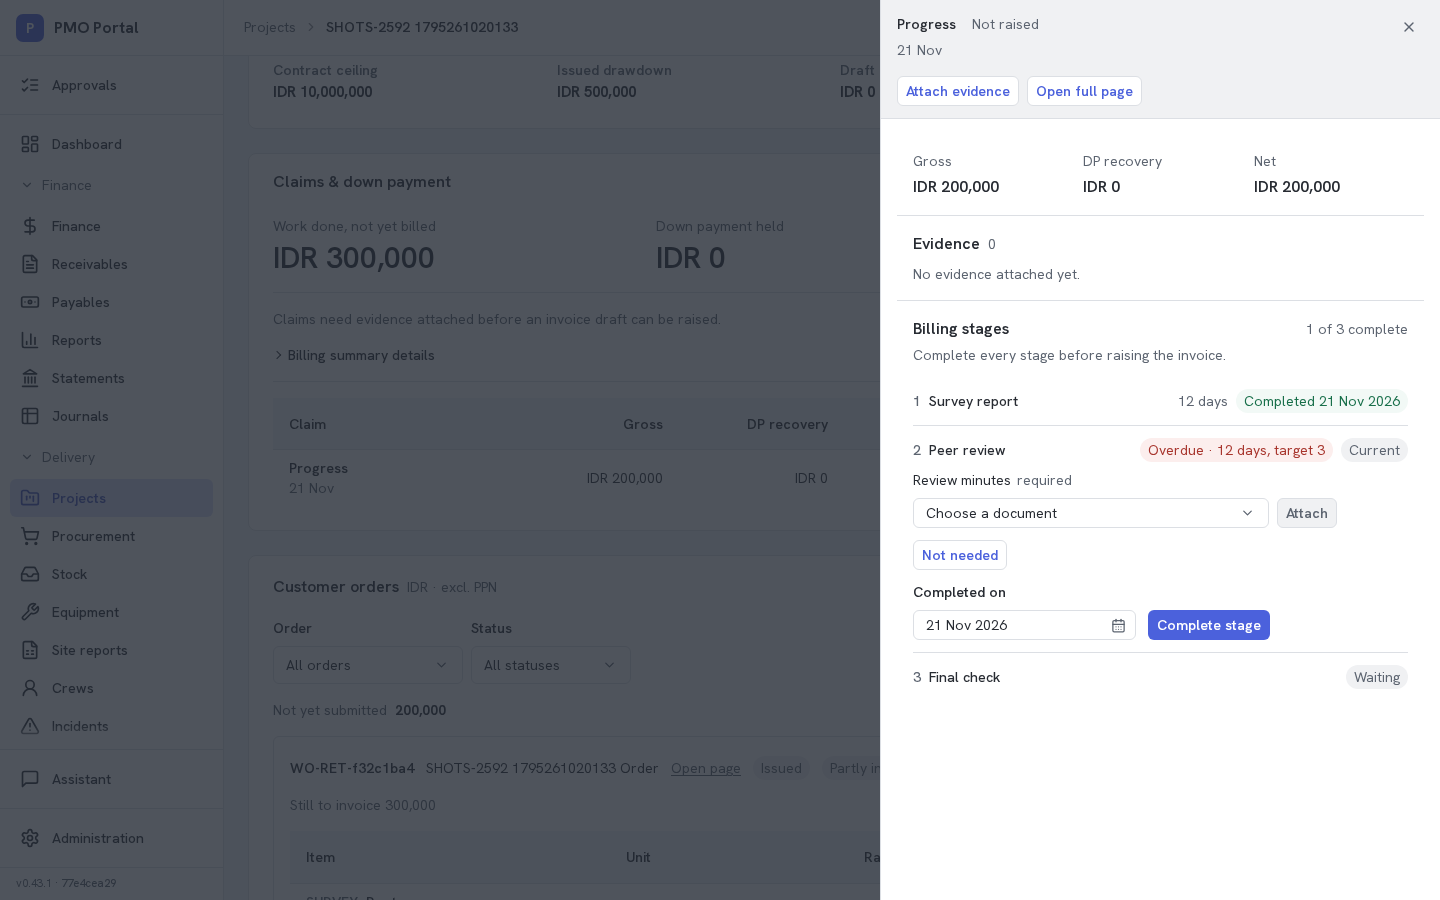 P PMO Portal
Approvals
Dashboard
Finance
Finance
Receivables
Payables
Reports
Statements
Journals
Delivery
Projects
Procurement
Stock
Equipment
Site reports
Crews
Incidents
Assistant
Administration
v0.43.1 · 77e4cea29
Projects SHOTS-2592 1795261020133
Contract ceiling Issued drawdown Draft
IDR 10,000,000 IDR 500,000 IDR 0
Claims & down payment
Work done, not yet billed Down payment held
IDR 300,000 IDR 0
Claims need evidence attached before an invoice draft can be raised.
Billing summary details
Claim Gross DP recovery
Progress
21 Nov
IDR 200,000 IDR 0
Customer orders IDR · excl. PPN
Order Status
All orders All statuses
Not yet submitted 200,000
WO-RET-f32c1ba4 SHOTS-2592 1795261020133 Order Open page Issued Partly in
Still to invoice 300,000
Item Unit Ra
Progress Not raised
21 Nov
Attach evidence Open full page
Gross DP recovery Net
IDR 200,000 IDR 0 IDR 200,000
Evidence 0
No evidence attached yet.
Billing stages 1 of 3 complete
Complete every stage before raising the invoice.
1 Survey report 12 days Completed 21 Nov 2026
2 Peer review Overdue · 12 days, target 3 Current
Review minutes required
Choose a document Attach
Not needed
Completed on
21 Nov 2026 Complete stage
3 Final check Waiting